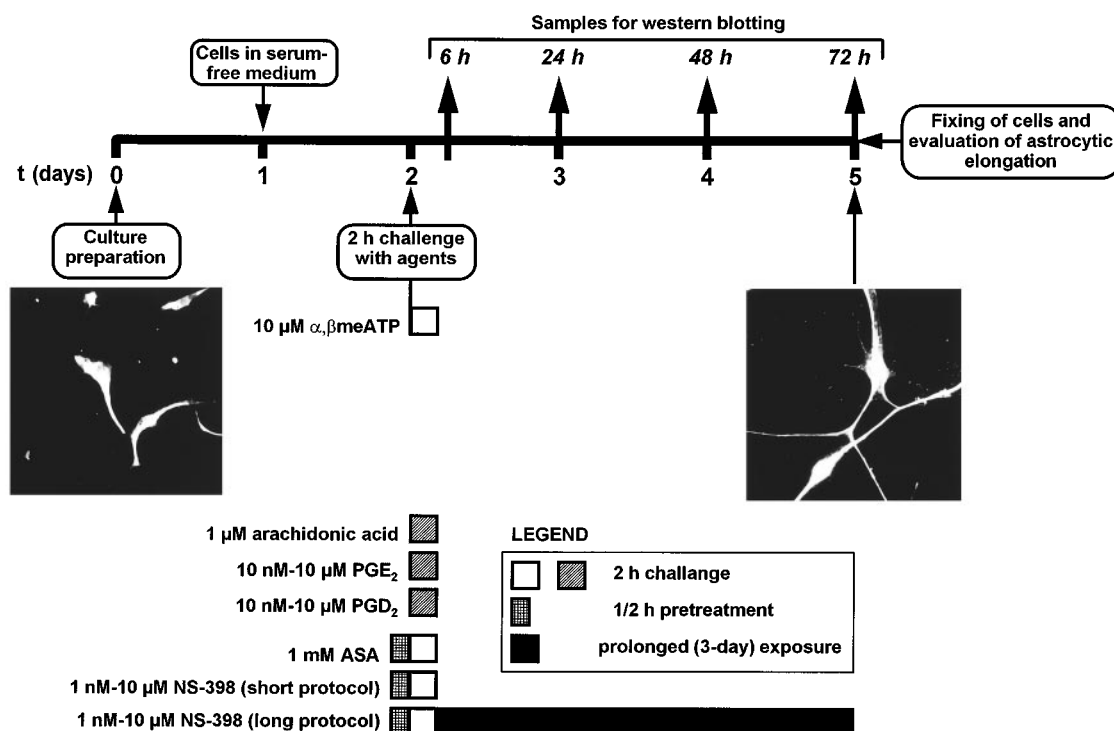 Samples for western blotting
Cells in serum-
free medium
6 h
24 h
48 h
72 h
Fixing of cells and
evaluation of astrocytic
elongation
t (days)
0
1
2
3
4
5
Culture
preparation
2 h challenge
with agents
10 µM α,βmeATP
1 µM arachidonic acid
10 nM-10 µM PGE₂
10 nM-10 µM PGD₂
1 mM ASA
1 nM-10 µM NS-398 (short protocol)
1 nM-10 µM NS-398 (long protocol)
LEGEND
2 h challange
1/2 h pretreatment
prolonged (3-day) exposure